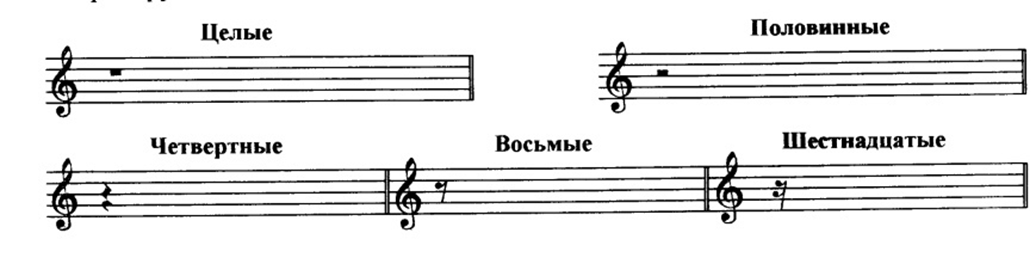 Целые
Половинные
Четвертные
Восьмые
Шестнадцатые